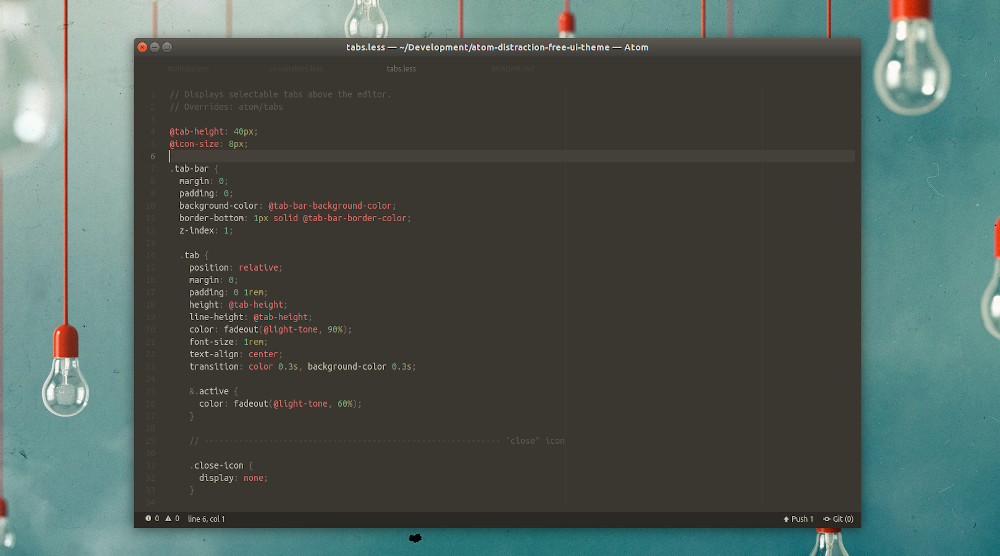 tabs.less — ~/Development/atom-distraction-free-ui-theme — Atom
tabs.less
1 // Displays selectable tabs above the editor.
2 // Overrides: atom/tabs
3
4 @tab-height: 40px;
5 @icon-size: 8px;
6
7 .tab-bar {
8 margin: 0;
9 padding: 0;
10 background-color: @tab-bar-background-color;
11 border-bottom: 1px solid @tab-bar-border-color;
12 z-index: 1;
13
14 .tab {
15 position: relative;
16 margin: 0;
17 padding: 0 1rem;
18 height: @tab-height;
19 line-height: @tab-height;
20 color: fadeout(@light-tone, 90%);
21 font-size: 1rem;
22 text-align: center;
23 transition: color 0.3s, background-color 0.3s;
24
25 &.active {
26 color: fadeout(@light-tone, 60%);
27 }
28
29 // ------------------------------------------------------------ "close" icon
30
31 .close-icon {
32 display: none;
33 }
34
0 0 line 6, col 1 Push 1 Git (0)